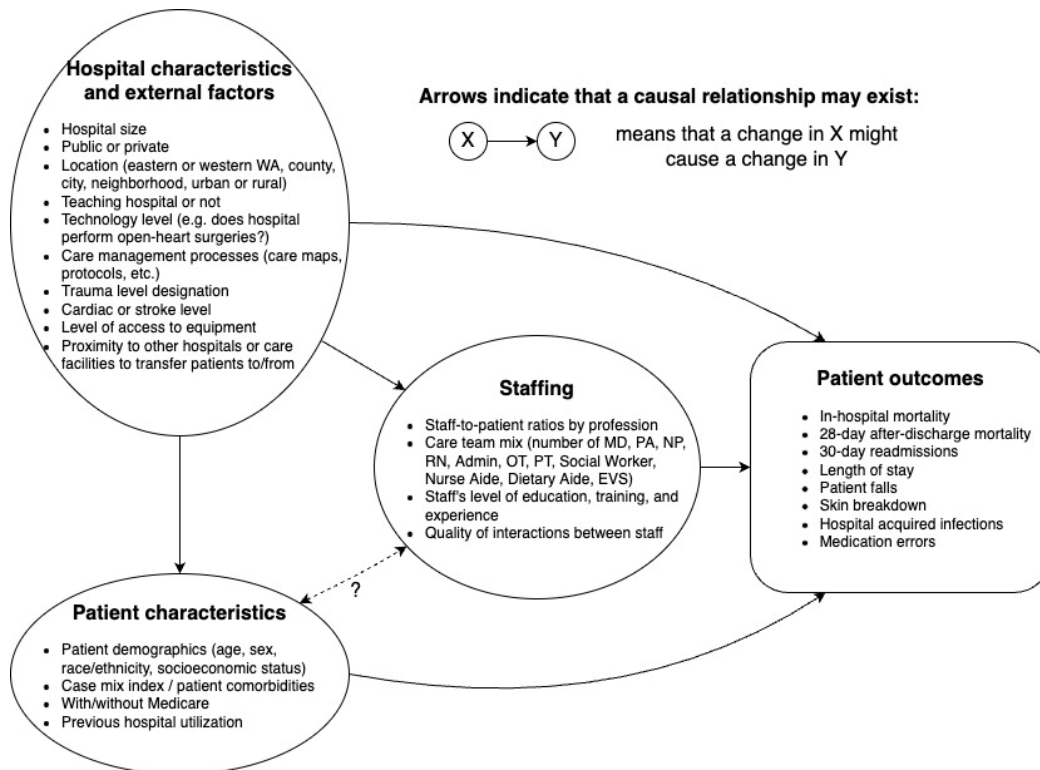 Hospital characteristics
and external factors
• Hospital size
• Public or private
• Location (eastern or western WA, county,
city, neighborhood, urban or rural)
• Teaching hospital or not
• Technology level (e.g. does hospital
perform open-heart surgeries?)
• Care management processes (care maps,
protocols, etc.)
• Trauma level designation
• Cardiac or stroke level
• Level of access to equipment
• Proximity to other hospitals or care
facilities to transfer patients to/from
Arrows indicate that a causal relationship may exist:
X
Y
means that a change in X might
cause a change in Y
Staffing
• Staff-to-patient ratios by profession
• Care team mix (number of MD, PA, NP,
RN, Admin, OT, PT, Social Worker,
Nurse Aide, Dietary Aide, EVS)
• Staff's level of education, training, and
experience
• Quality of interactions between staff
Patient outcomes
• In-hospital mortality
• 28-day after-discharge mortality
• 30-day readmissions
• Length of stay
• Patient falls
• Skin breakdown
• Hospital acquired infections
• Medication errors
?
Patient characteristics
• Patient demographics (age, sex,
race/ethnicity, socioeconomic status)
• Case mix index / patient comorbidities
• With/without Medicare
• Previous hospital utilization